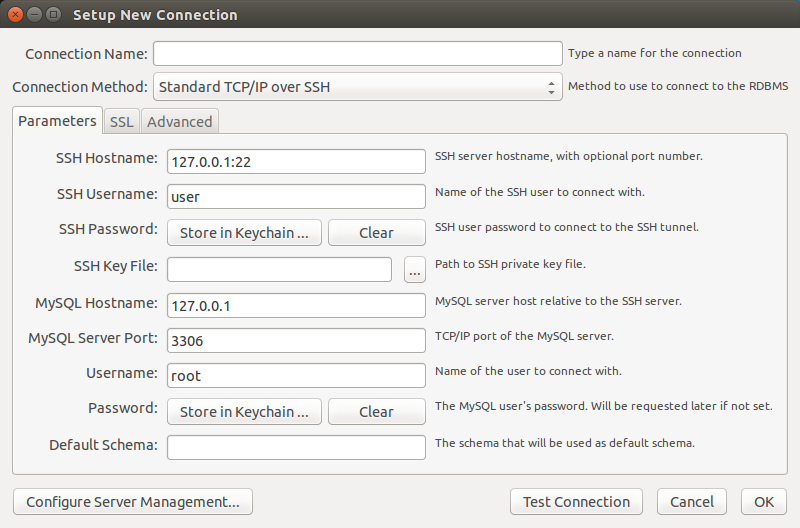 Setup New Connection
Connection Name: Type a name for the connection
Connection Method: Standard TCP/IP over SSH Method to use to connect to the RDBMS
Parameters SSL Advanced
SSH Hostname: 127.0.0.1:22 SSH server hostname, with optional port number.
SSH Username: user Name of the SSH user to connect with.
SSH Password: Store in Keychain ... Clear SSH user password to connect to the SSH tunnel.
SSH Key File: ... Path to SSH private key file.
MySQL Hostname: 127.0.0.1 MySQL server host relative to the SSH server.
MySQL Server Port: 3306 TCP/IP port of the MySQL server.
Username: root Name of the user to connect with.
Password: Store in Keychain ... Clear The MySQL user's password. Will be requested later if not set.
Default Schema: The schema that will be used as default schema.
Configure Server Management... Test Connection Cancel OK